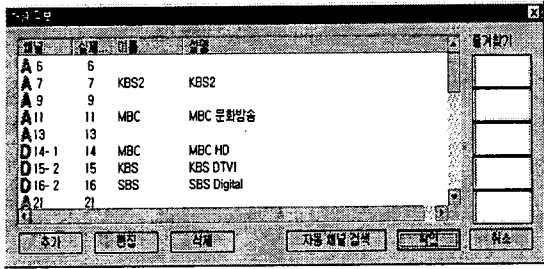 채널 실제... 이름 설명 즐겨찾기
A 6 6
A 7 7 KBS2 KBS2
A 9 9
A 11 11 MBC MBC 문화방송
A 13 13
D 14-1 14 MBC MBC HD
D 15-2 15 KBS KBS DTV1
D 16-2 16 SBS SBS Digital
A 21 21
추가 편집 삭제 자동 채널 검색 확인 취소